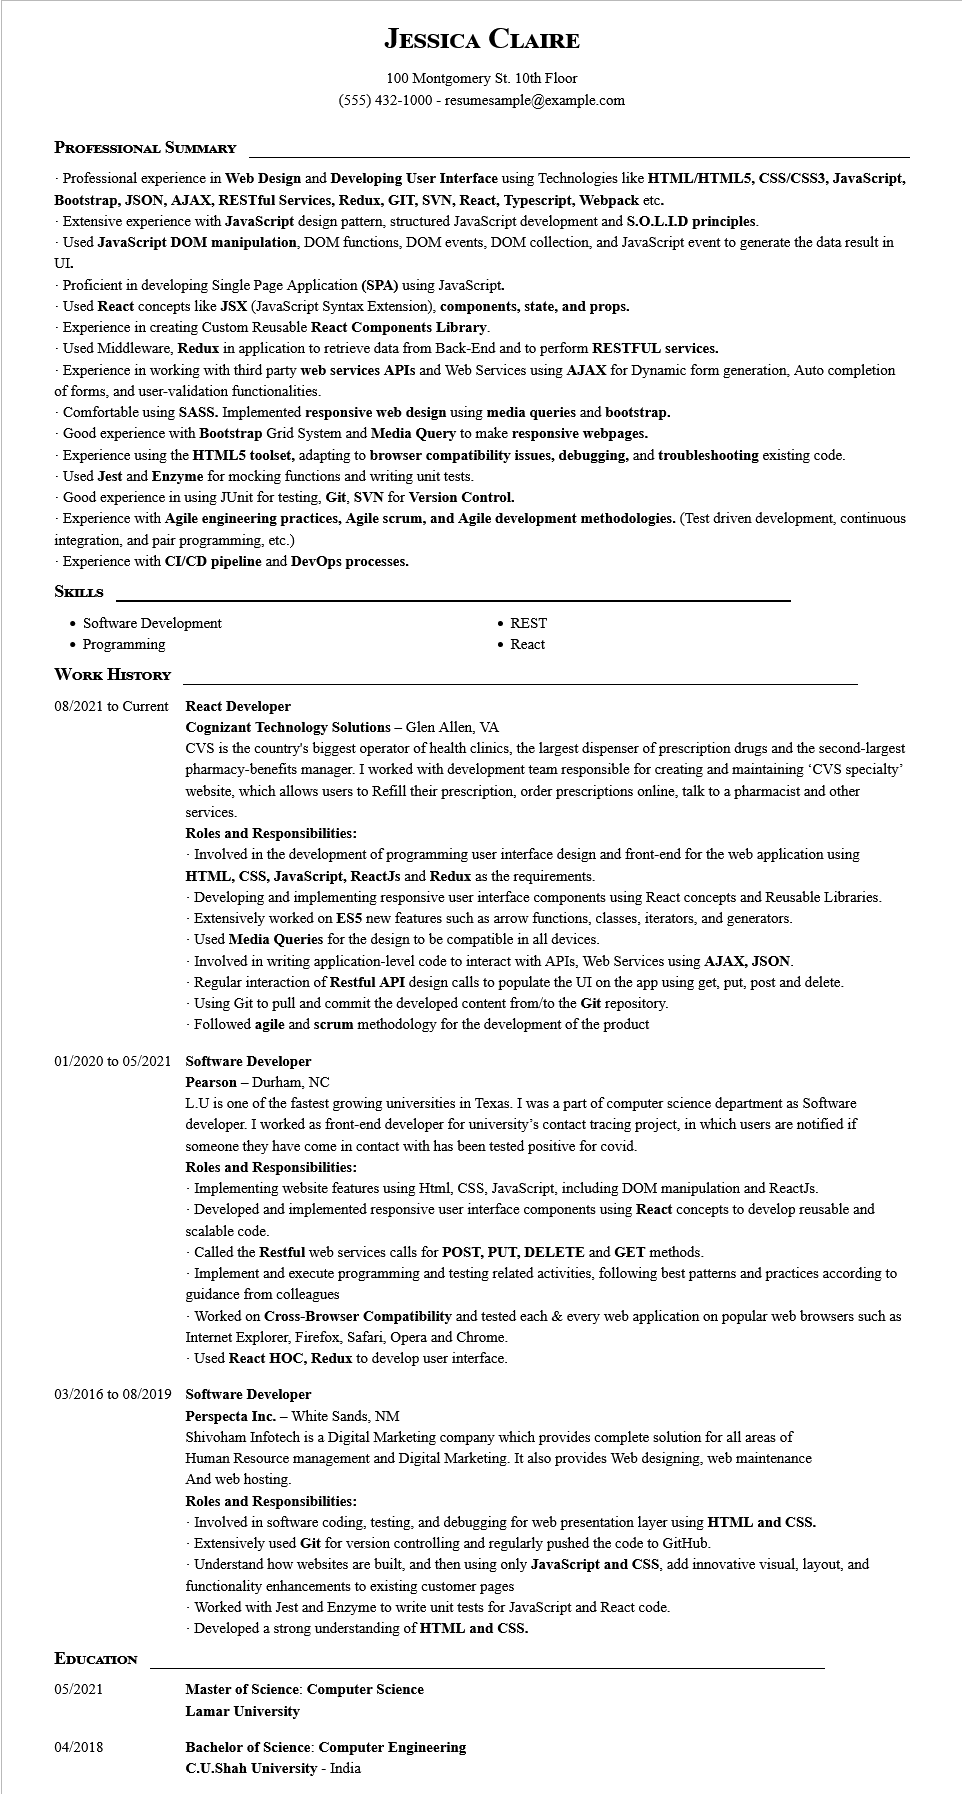 Jessica Claire
100 Montgomery St. 10th Floor
(555) 432-1000 - resumesample@example.com
Professional Summary
· Professional experience in Web Design and Developing User Interface using Technologies like HTML/HTML5, CSS/CSS3, JavaScript,
Bootstrap, JSON, AJAX, RESTful Services, Redux, GIT, SVN, React, Typescript, Webpack etc.
· Extensive experience with JavaScript design pattern, structured JavaScript development and S.O.L.I.D principles.
· Used JavaScript DOM manipulation, DOM functions, DOM events, DOM collection, and JavaScript event to generate the data result in
UI.
· Proficient in developing Single Page Application (SPA) using JavaScript.
· Used React concepts like JSX (JavaScript Syntax Extension), components, state, and props.
· Experience in creating Custom Reusable React Components Library.
· Used Middleware, Redux in application to retrieve data from Back-End and to perform RESTFUL services.
· Experience in working with third party web services APIs and Web Services using AJAX for Dynamic form generation, Auto completion
of forms, and user-validation functionalities.
· Comfortable using SASS. Implemented responsive web design using media queries and bootstrap.
· Good experience with Bootstrap Grid System and Media Query to make responsive webpages.
· Experience using the HTML5 toolset, adapting to browser compatibility issues, debugging, and troubleshooting existing code.
· Used Jest and Enzyme for mocking functions and writing unit tests.
· Good experience in using JUnit for testing, Git, SVN for Version Control.
· Experience with Agile engineering practices, Agile scrum, and Agile development methodologies. (Test driven development, continuous
integration, and pair programming, etc.)
· Experience with CI/CD pipeline and DevOps processes.
Skills
• Software Development
• Programming
• REST
• React
Work History
08/2021 to Current React Developer
Cognizant Technology Solutions – Glen Allen, VA
CVS is the country's biggest operator of health clinics, the largest dispenser of prescription drugs and the second-largest
pharmacy-benefits manager. I worked with development team responsible for creating and maintaining ‘CVS specialty’
website, which allows users to Refill their prescription, order prescriptions online, talk to a pharmacist and other
services.
Roles and Responsibilities:
· Involved in the development of programming user interface design and front-end for the web application using
HTML, CSS, JavaScript, ReactJs and Redux as the requirements.
· Developing and implementing responsive user interface components using React concepts and Reusable Libraries.
· Extensively worked on ES5 new features such as arrow functions, classes, iterators, and generators.
· Used Media Queries for the design to be compatible in all devices.
· Involved in writing application-level code to interact with APIs, Web Services using AJAX, JSON.
· Regular interaction of Restful API design calls to populate the UI on the app using get, put, post and delete.
· Using Git to pull and commit the developed content from/to the Git repository.
· Followed agile and scrum methodology for the development of the product
01/2020 to 05/2021 Software Developer
Pearson – Durham, NC
L.U is one of the fastest growing universities in Texas. I was a part of computer science department as Software
developer. I worked as front-end developer for university’s contact tracing project, in which users are notified if
someone they have come in contact with has been tested positive for covid.
Roles and Responsibilities:
· Implementing website features using Html, CSS, JavaScript, including DOM manipulation and ReactJs.
· Developed and implemented responsive user interface components using React concepts to develop reusable and
scalable code.
· Called the Restful web services calls for POST, PUT, DELETE and GET methods.
· Implement and execute programming and testing related activities, following best patterns and practices according to
guidance from colleagues
· Worked on Cross-Browser Compatibility and tested each & every web application on popular web browsers such as
Internet Explorer, Firefox, Safari, Opera and Chrome.
· Used React HOC, Redux to develop user interface.
03/2016 to 08/2019 Software Developer
Perspecta Inc. – White Sands, NM
Shivoham Infotech is a Digital Marketing company which provides complete solution for all areas of
Human Resource management and Digital Marketing. It also provides Web designing, web maintenance
And web hosting.
Roles and Responsibilities:
· Involved in software coding, testing, and debugging for web presentation layer using HTML and CSS.
· Extensively used Git for version controlling and regularly pushed the code to GitHub.
· Understand how websites are built, and then using only JavaScript and CSS, add innovative visual, layout, and
functionality enhancements to existing customer pages
· Worked with Jest and Enzyme to write unit tests for JavaScript and React code.
· Developed a strong understanding of HTML and CSS.
Education
05/2021 Master of Science: Computer Science
Lamar University
04/2018 Bachelor of Science: Computer Engineering
C.U.Shah University - India